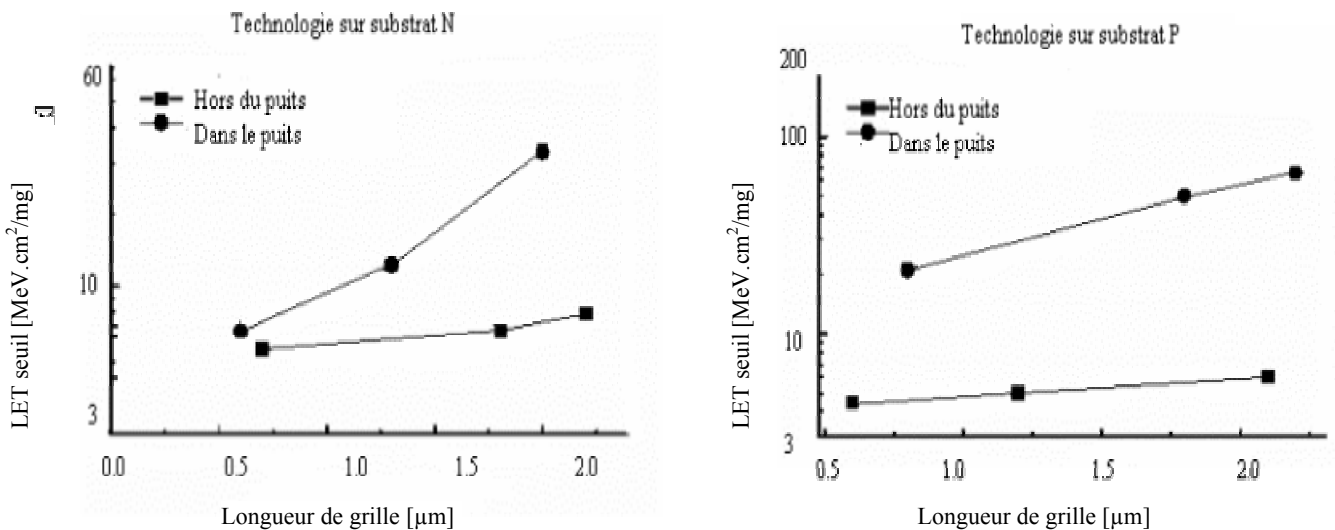 Technologie sur substrat N
60
Hors du puits
Dans le puits
LET seuil [MeV.cm²/mg]
10
3
0.0 0.5 1.0 1.5 2.0
Longueur de grille [µm]
Technologie sur substrat P
200
Hors du puits
100
Dans le puits
LET seuil [MeV.cm²/mg]
10
3
0.5 1.0 1.5 2.0
Longueur de grille [µm]